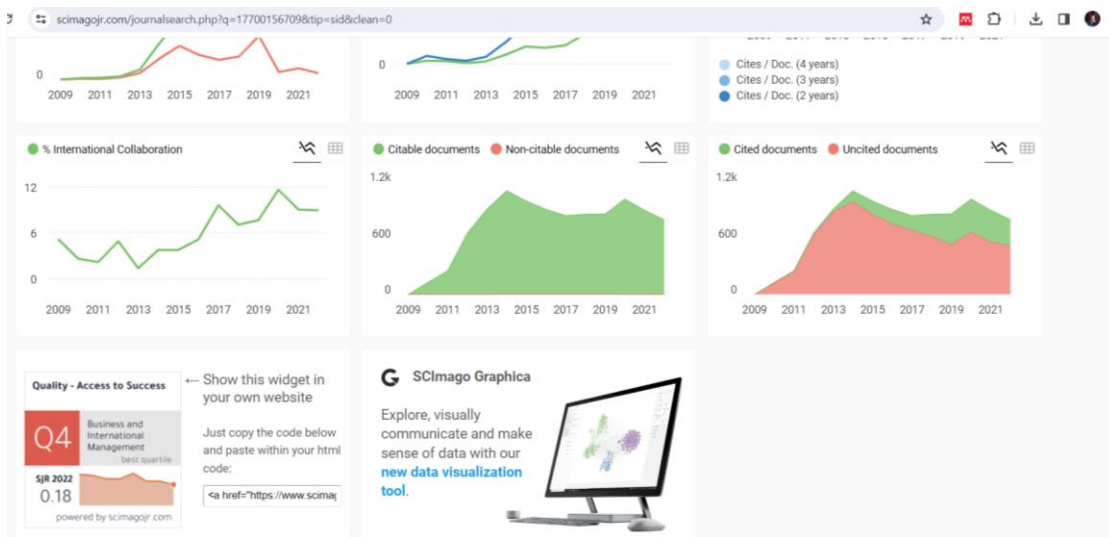 scimagojr.com/journalsearch.php?q=17700156709&tip=sid&clean=0
0
2009 2011 2013 2015 2017 2019 2021
0
2009 2011 2013 2015 2017 2019 2021
2009 2011 2013 2015 2017 2019 2021
Cites / Doc. (4 years)
Cites / Doc. (3 years)
Cites / Doc. (2 years)
% International Collaboration
12
6
0
2009 2011 2013 2015 2017 2019 2021
Citable documents Non-citable documents
1.2k
600
0
2009 2011 2013 2015 2017 2019 2021
Cited documents Uncited documents
1.2k
600
0
2009 2011 2013 2015 2017 2019 2021
Quality - Access to Success
Q4
Business and
International
Management
best quartile
SJR 2022
0.18
powered by scimagojr.com
← Show this widget in
your own website
Just copy the code below
and paste within your html
code:
<a href="https://www.scimag
G SCImago Graphica
Explore, visually
communicate and make
sense of data with our
new data visualization
tool.